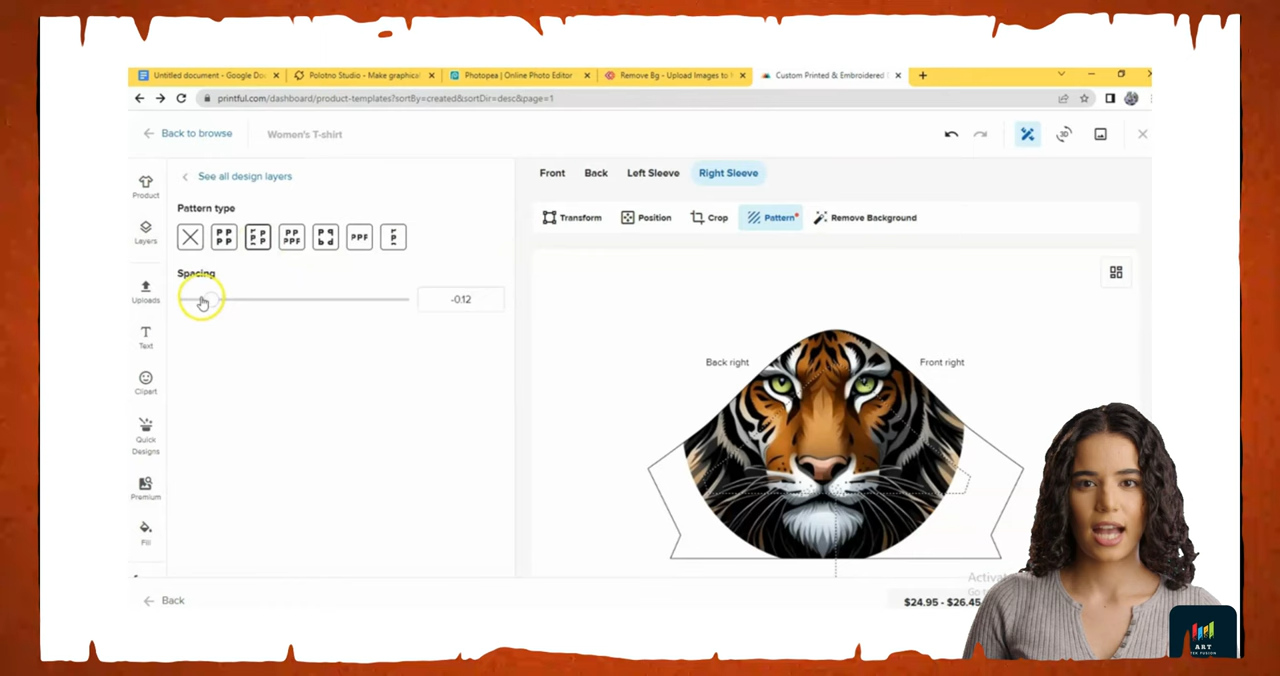 Untitled document - Google Do
Polotno Studio - Make graphical
Photopea | Online Photo Editor
Remove Bg - Upload Images to
Custom Printed & Embroidered
printful.com/dashboard/product-templates?sortBy=created&sortDir=desc&page=1
Back to browse
Women's T-shirt
3D
Product
Layers
Uploads
Text
Clipart
Quick
Designs
Premium
Fill
See all design layers
Pattern type
Spacing
-0.12
Front
Back
Left Sleeve
Right Sleeve
Transform
Position
Crop
Pattern
Remove Background
Back right
Front right
Activa
Back
$24.95 - $26.45
ART